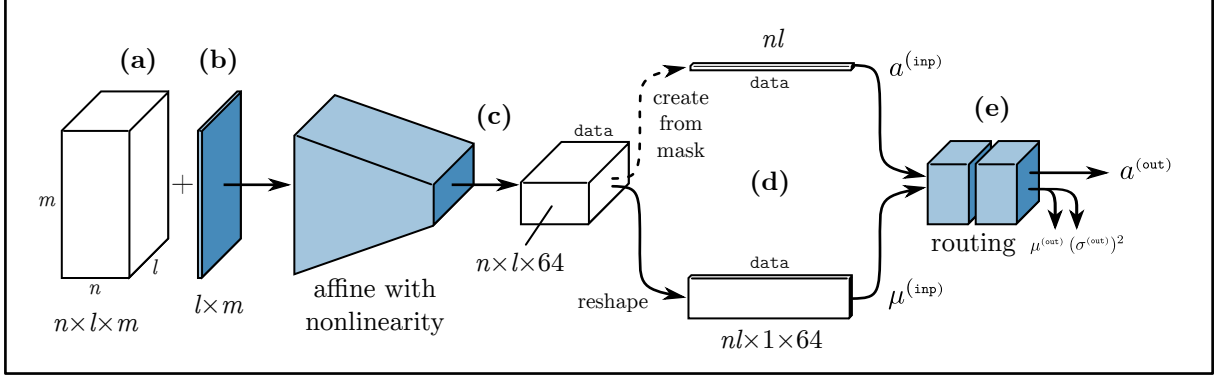 (a)
(b)
(c)
(d)
(e)
m
n
l
n×l×m
+
l×m
affine with
nonlinearity
data
n×l×64
create
from
mask
reshape
nl
data
a^(inp)
data
nl×1×64
μ^(inp)
routing
a^(out)
μ^(out) (σ^(out))^2